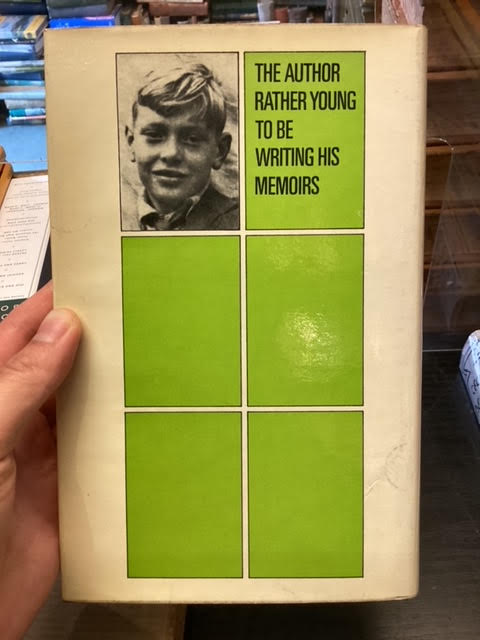 THE AUTHOR
RATHER YOUNG
TO BE
WRITING HIS
MEMOIRS